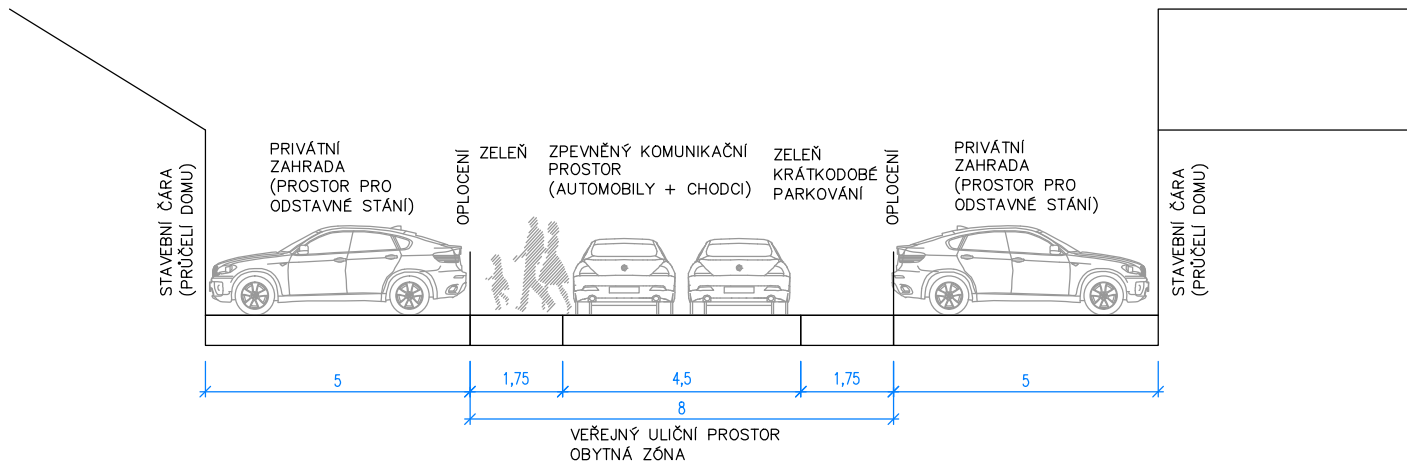 STAVEBNÍ ČÁRA
(PRŮČELÍ DOMU)
PRIVÁTNÍ
ZAHRADA
(PROSTOR PRO
ODSTAVNÉ STÁNÍ)
OPLOCENÍ
ZELEŇ
ZPEVNĚNÝ KOMUNIKAČNÍ
PROSTOR
(AUTOMOBILY + CHODCI)
ZELEŇ
KRÁTKODOBÉ
PARKOVÁNÍ
OPLOCENÍ
PRIVÁTNÍ
ZAHRADA
(PROSTOR PRO
ODSTAVNÉ STÁNÍ)
STAVEBNÍ ČÁRA
(PRŮČELÍ DOMU)
5
1,75
4,5
1,75
5
8
VEŘEJNÝ ULIČNÍ PROSTOR
OBYTNÁ ZÓNA